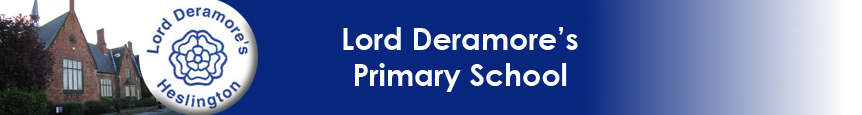 Lord Deramore's
Heslington
Lord Deramore’s
Primary School